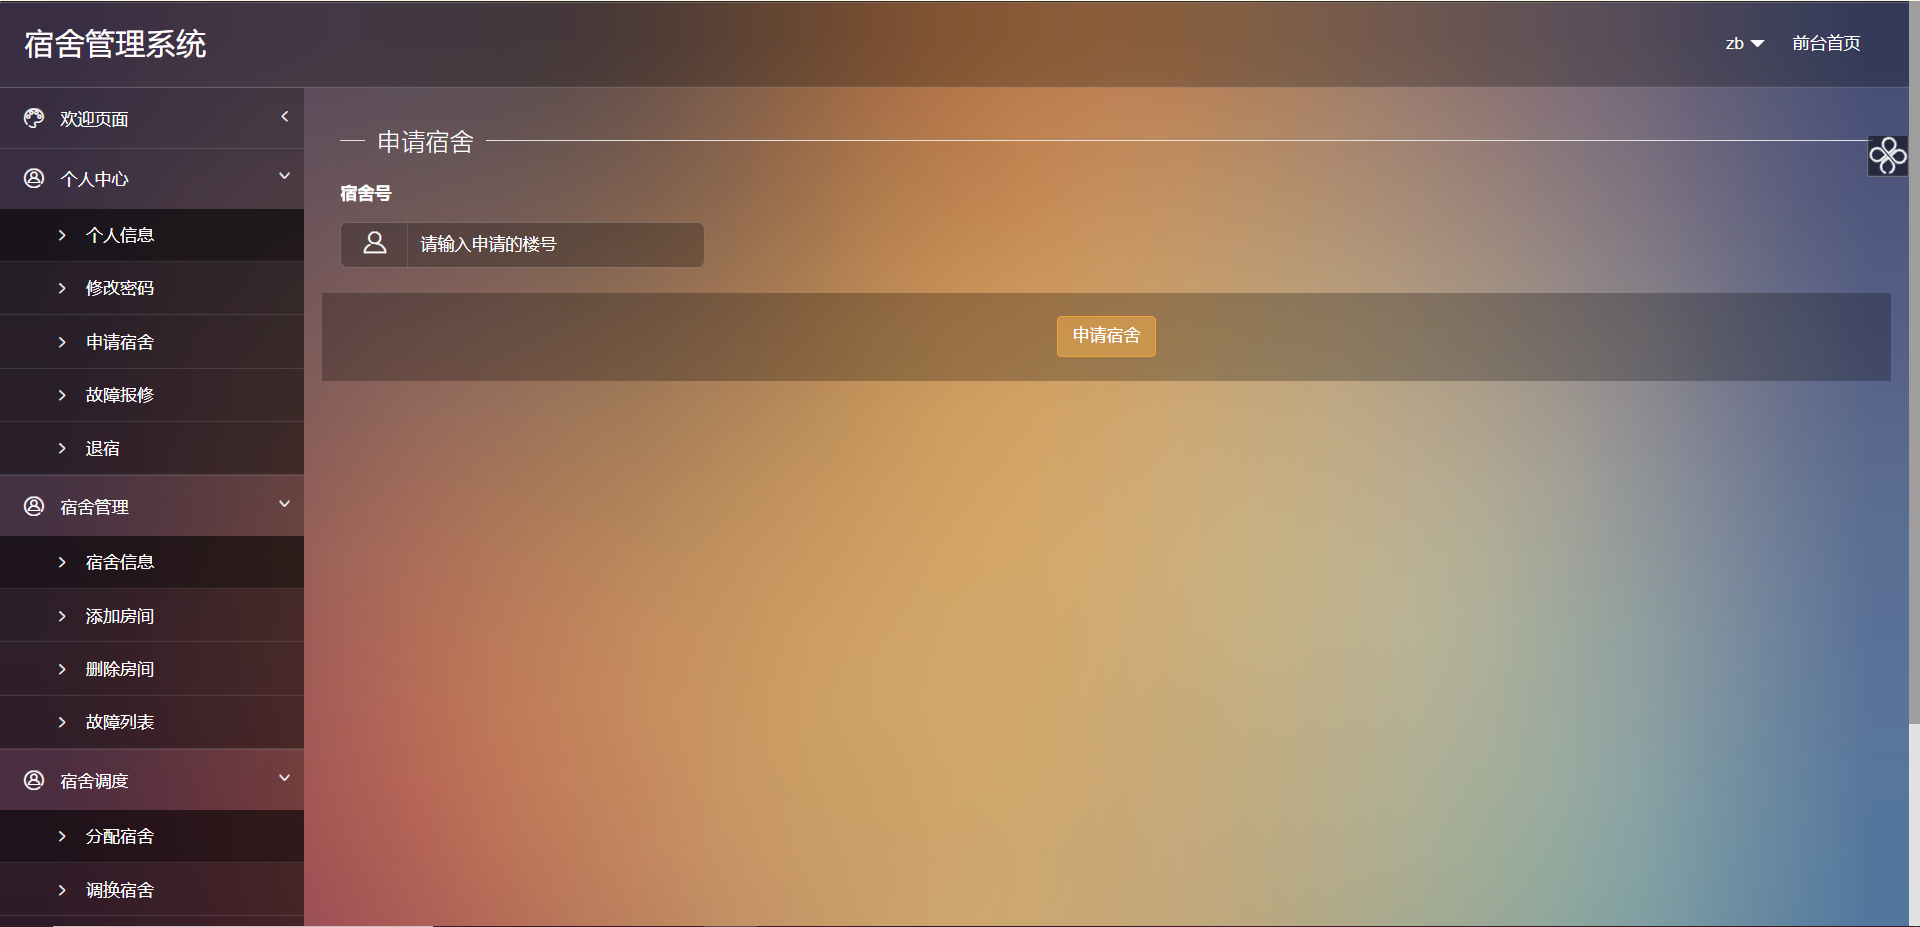 宿舍管理系统
zb
前台首页
欢迎页面
个人中心
个人信息
修改密码
申请宿舍
故障报修
退宿
宿舍管理
宿舍信息
添加房间
删除房间
故障列表
宿舍调度
分配宿舍
调换宿舍
申请宿舍
宿舍号
请输入申请的楼号
申请宿舍